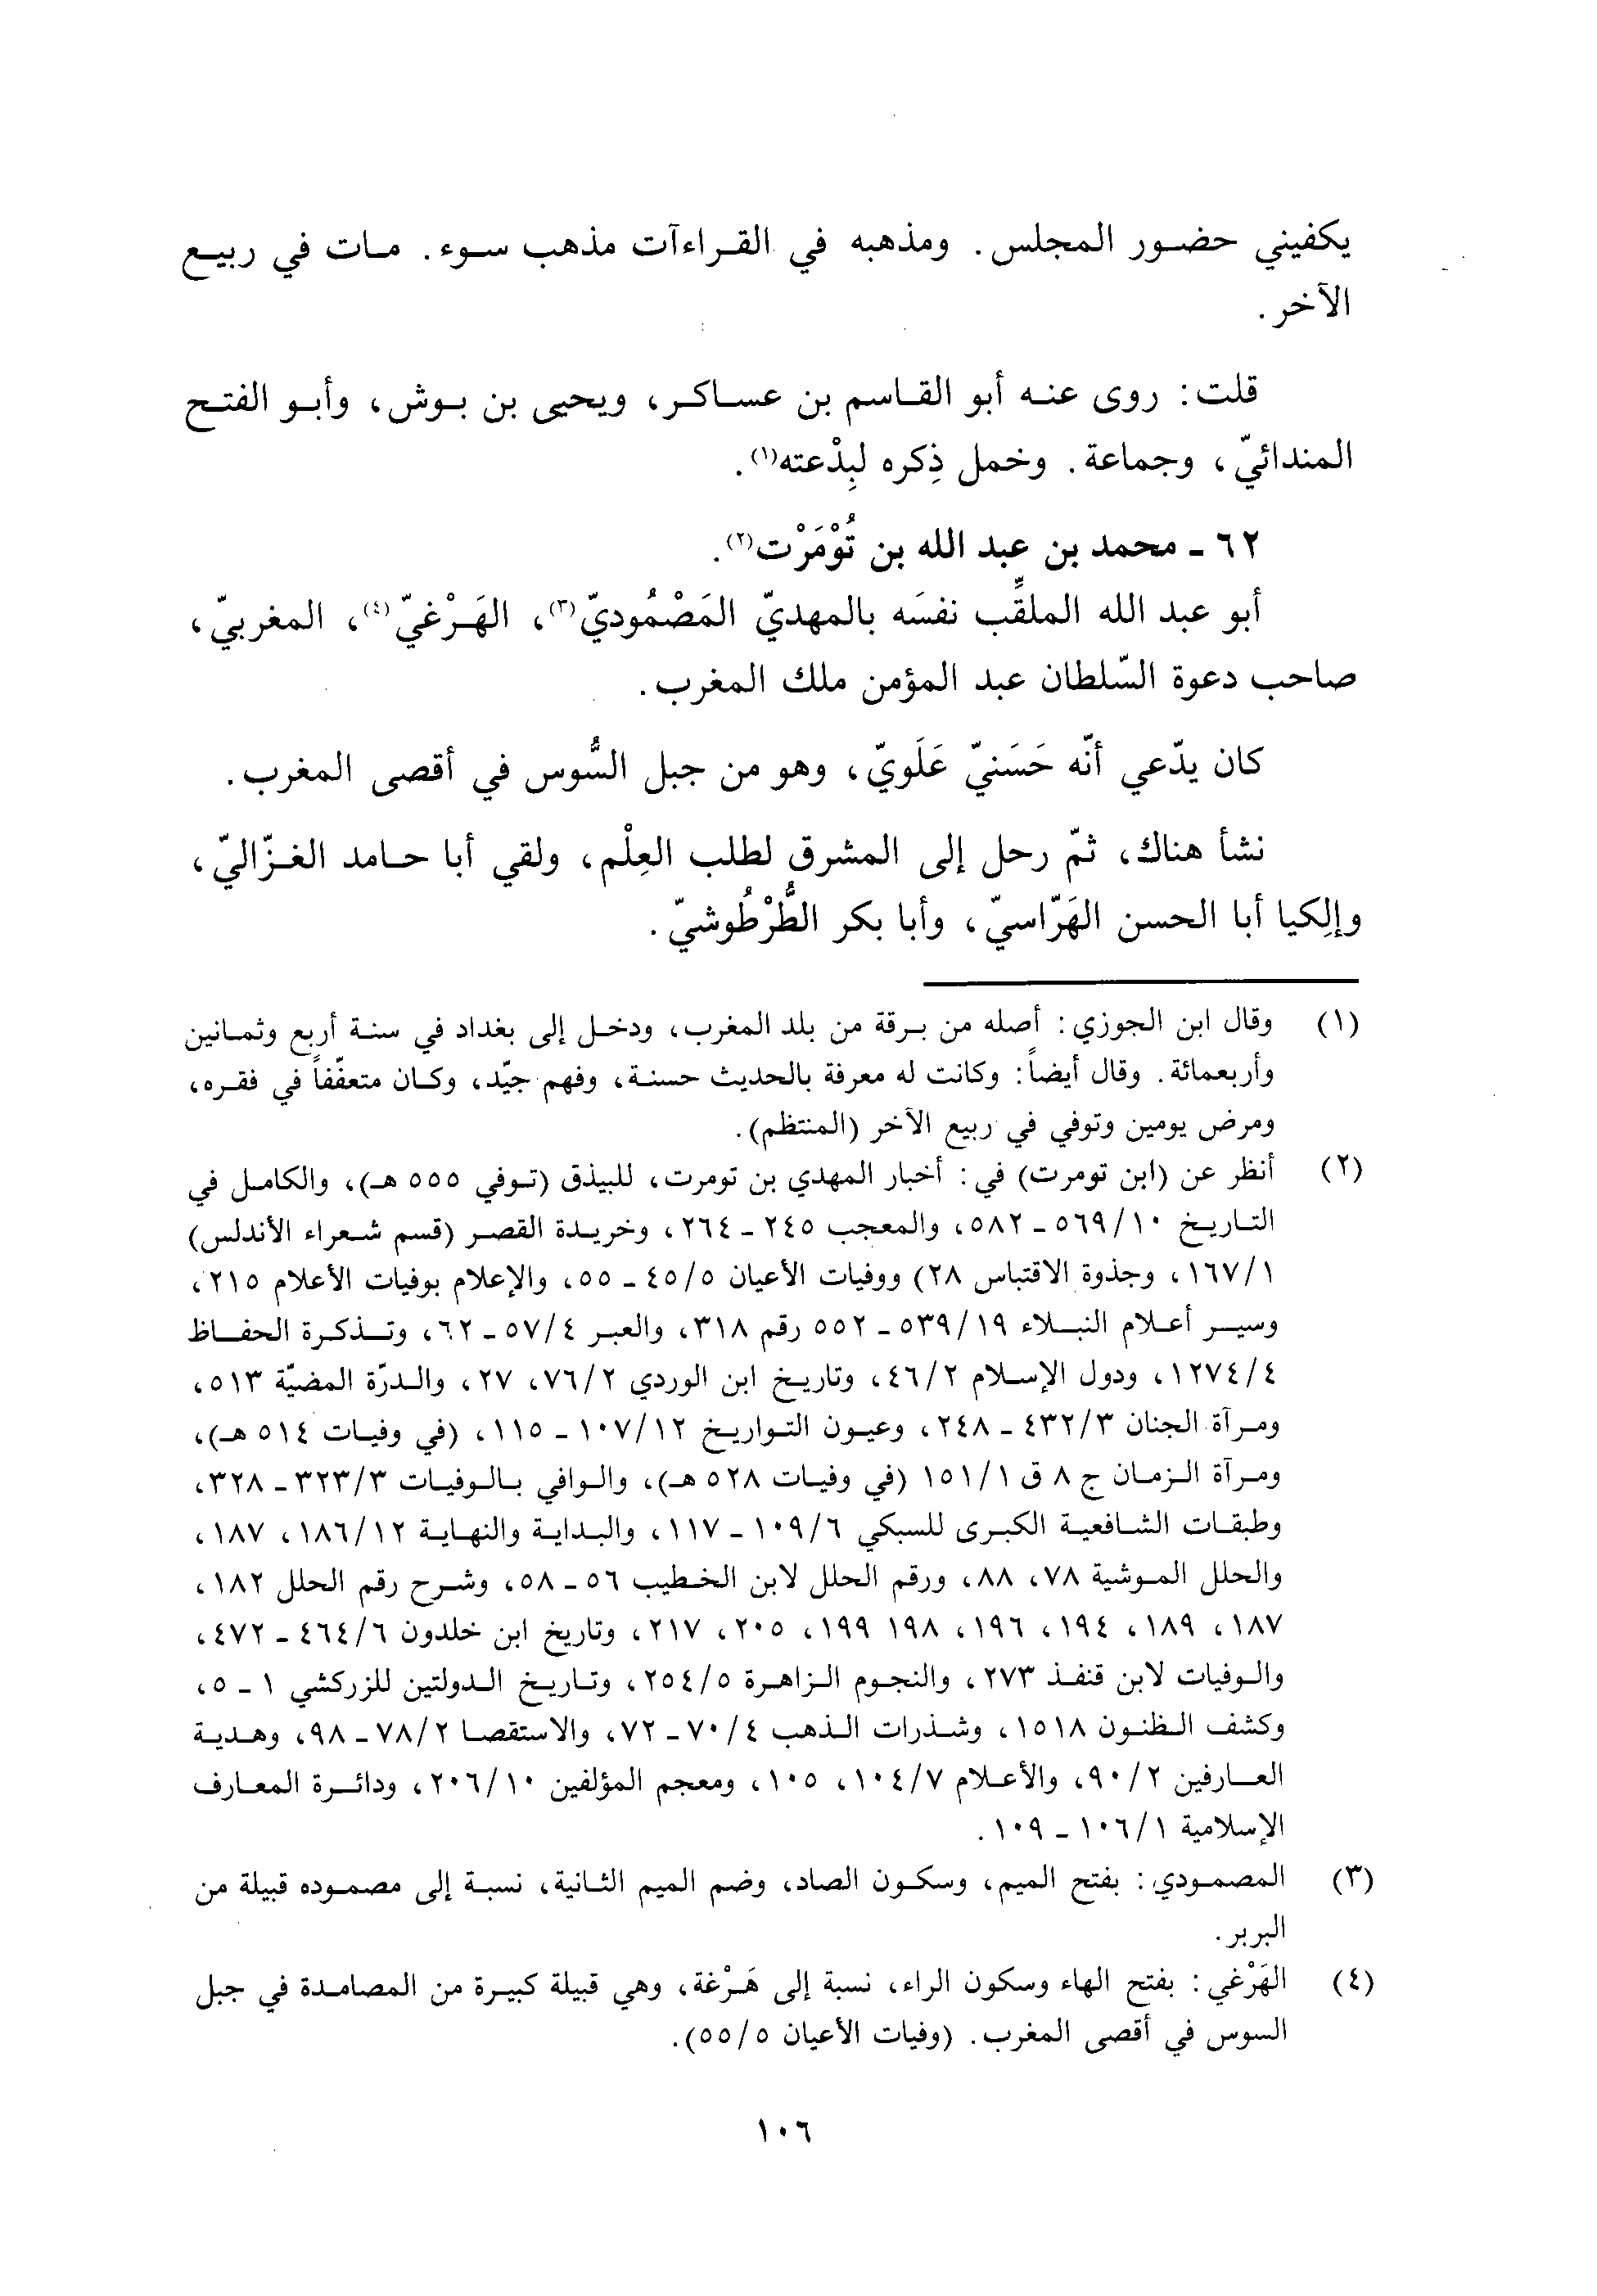 يكفيني حضور المجلس. ومذهبه في القراءآت مذهب سوء. مات في ربيع
الآخر.
قلت: روى عنه أبو القاسم بن عساكر، ويحيى بن بوش، وأبو الفتح
المندائيّ، وجماعة. وخمل ذِكره لبِدْعته(١).
٦٢ - محمد بن عبد الله بن تُوْمَرْت(٢).
أبو عبد الله الملقِّب نفسَه بالمهديّ المَصْمُوديّ(٣)، الهَرْغيّ(٤)، المغربيّ،
صاحب دعوة السّلطان عبد المؤمن ملك المغرب.
كان يدّعي أنّه حَسَنيّ عَلَويّ، وهو من جبل السُّوس في أقصى المغرب.
نشأ هناك، ثمّ رحل إلى المشرق لطلب العِلْم، ولقي أبا حامد الغزّاليّ،
وإلِكيا أبا الحسن الهَرّاسيّ، وأبا بكر الطُّرْطُوشيّ.
(١) وقال ابن الجوزي: أصله من برقة من بلد المغرب، ودخل إلى بغداد في سنة أربع وثمانين
وأربعمائة. وقال أيضاً: وكانت له معرفة بالحديث حسنة، وفهم جيّد، وكان متعفّفاً في فقره،
ومرض يومين وتوفي في ربيع الآخر (المنتظم).
(٢) أنظر عن (ابن تومرت) في: أخبار المهدي بن تومرت، للبيذق (توفي ٥٥٥ هـ)، والكامل في
التاريخ ٥٦٩/١٠ - ٥٨٢، والمعجب ٢٤٥ - ٢٦٤، وخريدة القصر (قسم شعراء الأندلس)
١٦٧/١، وجذوة الاقتباس ٢٨) ووفيات الأعيان ٤٥/٥ - ٥٥، والإعلام بوفيات الأعلام ٢١٥،
وسير أعلام النبلاء ٥٣٩/١٩ - ٥٥٢ رقم ٣١٨، والعبر ٥٧/٤ - ٦٢، وتذكرة الحفاظ
١٢٧٤/٤، ودول الإسلام ٤٦/٢، وتاريخ ابن الوردي ٧٦/٢، ٢٧، والدرّة المضيّة ٥١٣،
ومرآة الجنان ٤٣٢/٣ - ٢٤٨، وعيون التواريخ ١٠٧/١٢ - ١١٥، (في وفيات ٥١٤ هـ)،
ومرآة الزمان ج ٨ ق ١٥١/١ (في وفيات ٥٢٨ هـ)، والوافي بالوفيات ٣٢٣/٣ - ٣٢٨،
وطبقات الشافعية الكبرى للسبكي ١٠٩/٦ - ١١٧، والبداية والنهاية ١٨٦/١٢، ١٨٧،
والحلل الموشية ٧٨، ٨٨، ورقم الحلل لابن الخطيب ٥٦ - ٥٨، وشرح رقم الحلل ١٨٢،
١٨٧، ١٨٩، ١٩٤، ١٩٦، ١٩٨ ١٩٩، ٢٠٥، ٢١٧، وتاريخ ابن خلدون ٤٦٤/٦ - ٤٧٢،
والوفيات لابن قنفذ ٢٧٣، والنجوم الزاهرة ٢٥٤/٥، وتاريخ الدولتين للزركشي ١ - ٥،
وكشف الظنون ١٥١٨، وشذرات الذهب ٧٠/٤ - ٧٢، والاستقصا ٧٨/٢ - ٩٨، وهدية
العارفين ٩٠/٢، والأعلام ١٠٤/٧، ١٠٥، ومعجم المؤلفين ٢٠٦/١٠، ودائرة المعارف
الإسلامية ١٠٦/١ - ١٠٩.
(٣) المصمودي: بفتح الميم، وسكون الصاد، وضم الميم الثانية، نسبة إلى مصموده قبيلة من
البربر.
(٤) الهَرْغي: بفتح الهاء وسكون الراء، نسبة إلى هَرْغة، وهي قبيلة كبيرة من المصامدة في جبل
السوس في أقصى المغرب. (وفيات الأعيان ٥٥/٥).
١٠٦